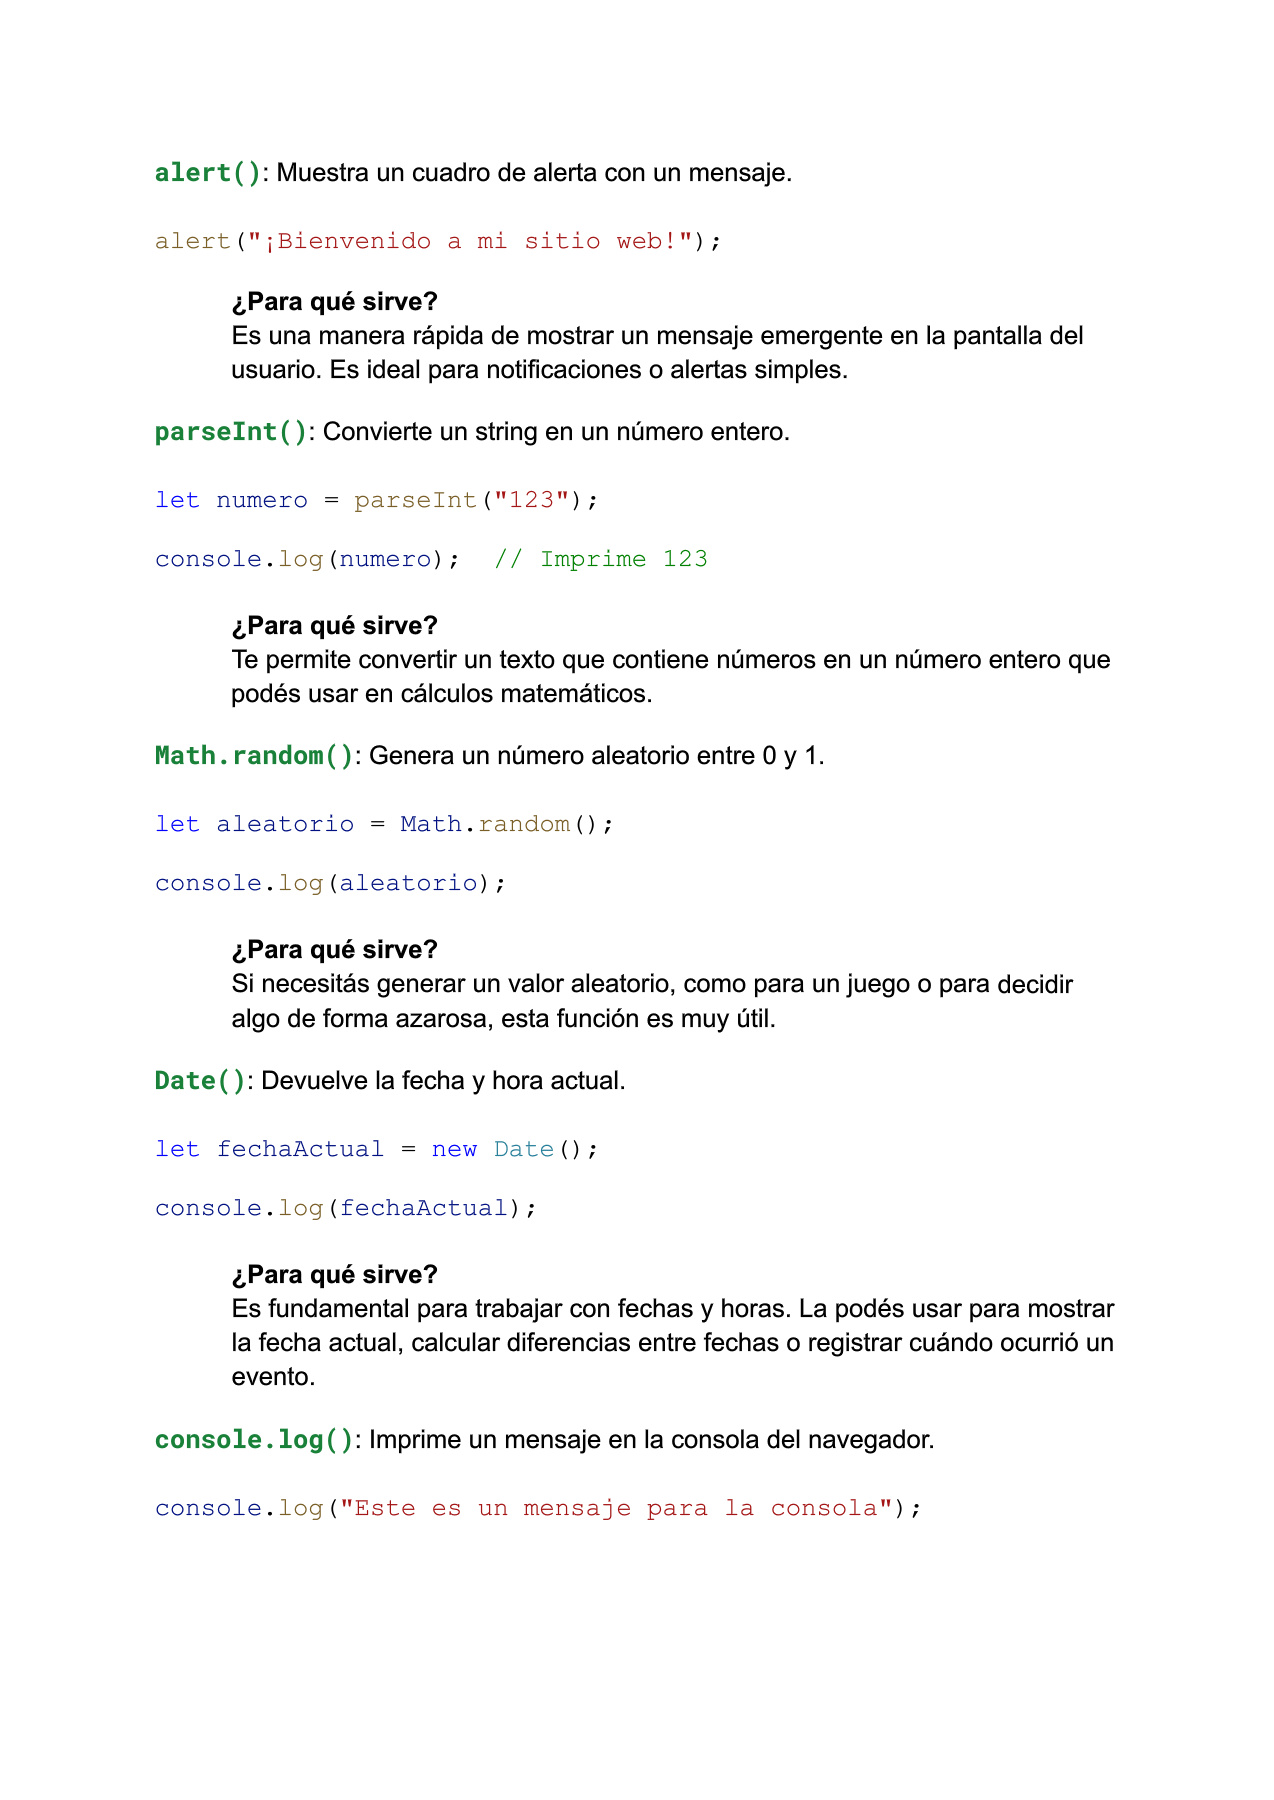 alert(): Muestra un cuadro de alerta con un mensaje.
alert("¡Bienvenido a mi sitio web!");
¿Para qué sirve?
Es una manera rápida de mostrar un mensaje emergente en la pantalla del
usuario. Es ideal para notificaciones o alertas simples.
parseInt(): Convierte un string en un número entero.
let numero = parseInt("123");
console.log(numero);  // Imprime 123
¿Para qué sirve?
Te permite convertir un texto que contiene números en un número entero que
podés usar en cálculos matemáticos.
Math.random(): Genera un número aleatorio entre 0 y 1.
let aleatorio = Math.random();
console.log(aleatorio);
¿Para qué sirve?
Si necesitás generar un valor aleatorio, como para un juego o para decidir
algo de forma azarosa, esta función es muy útil.
Date(): Devuelve la fecha y hora actual.
let fechaActual = new Date();
console.log(fechaActual);
¿Para qué sirve?
Es fundamental para trabajar con fechas y horas. La podés usar para mostrar
la fecha actual, calcular diferencias entre fechas o registrar cuándo ocurrió un
evento.
console.log(): Imprime un mensaje en la consola del navegador.
console.log("Este es un mensaje para la consola");